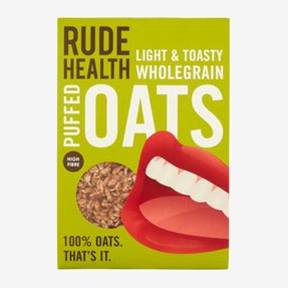 RUDE
HEALTH
LIGHT & TOASTY
WHOLEGRAIN
PUFFED
OATS
HIGH
FIBRE
100% OATS.
THAT'S IT.